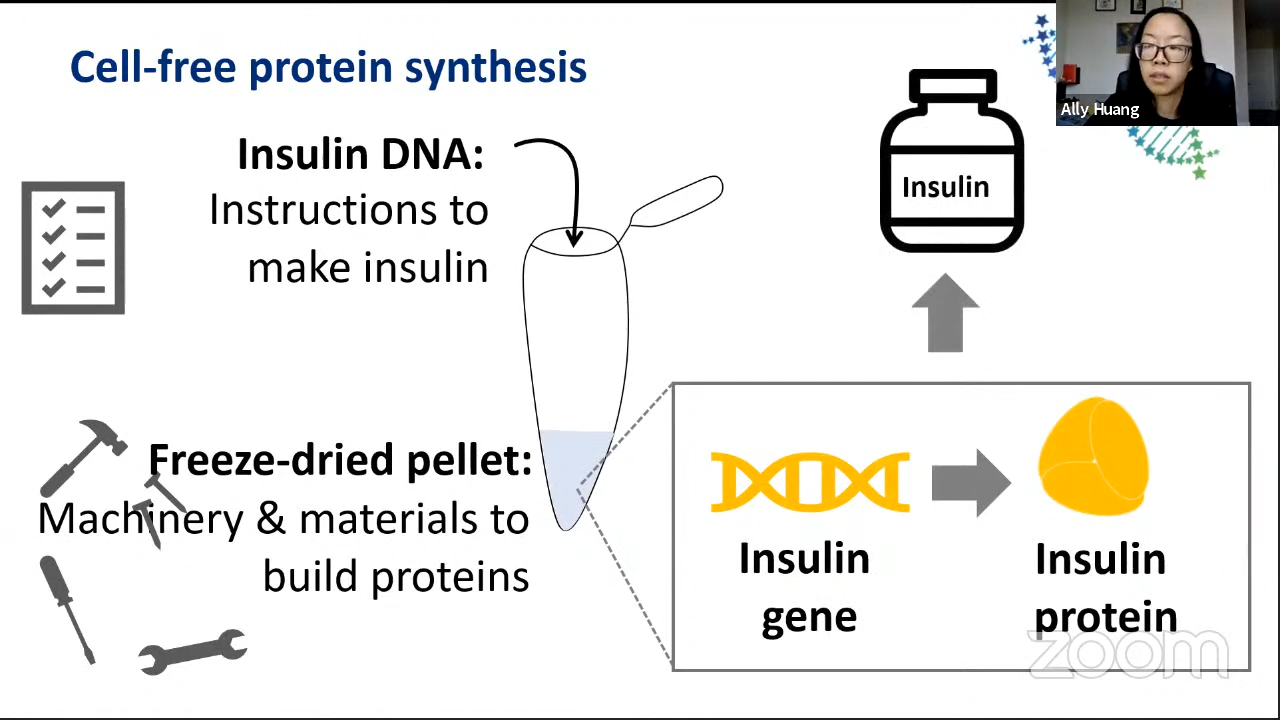 Cell-free protein synthesis
Ally Huang
Insulin DNA:
Instructions to
make insulin
Insulin
Freeze-dried pellet:
Machinery & materials to
build proteins
Insulin
gene
Insulin
protein
zoom